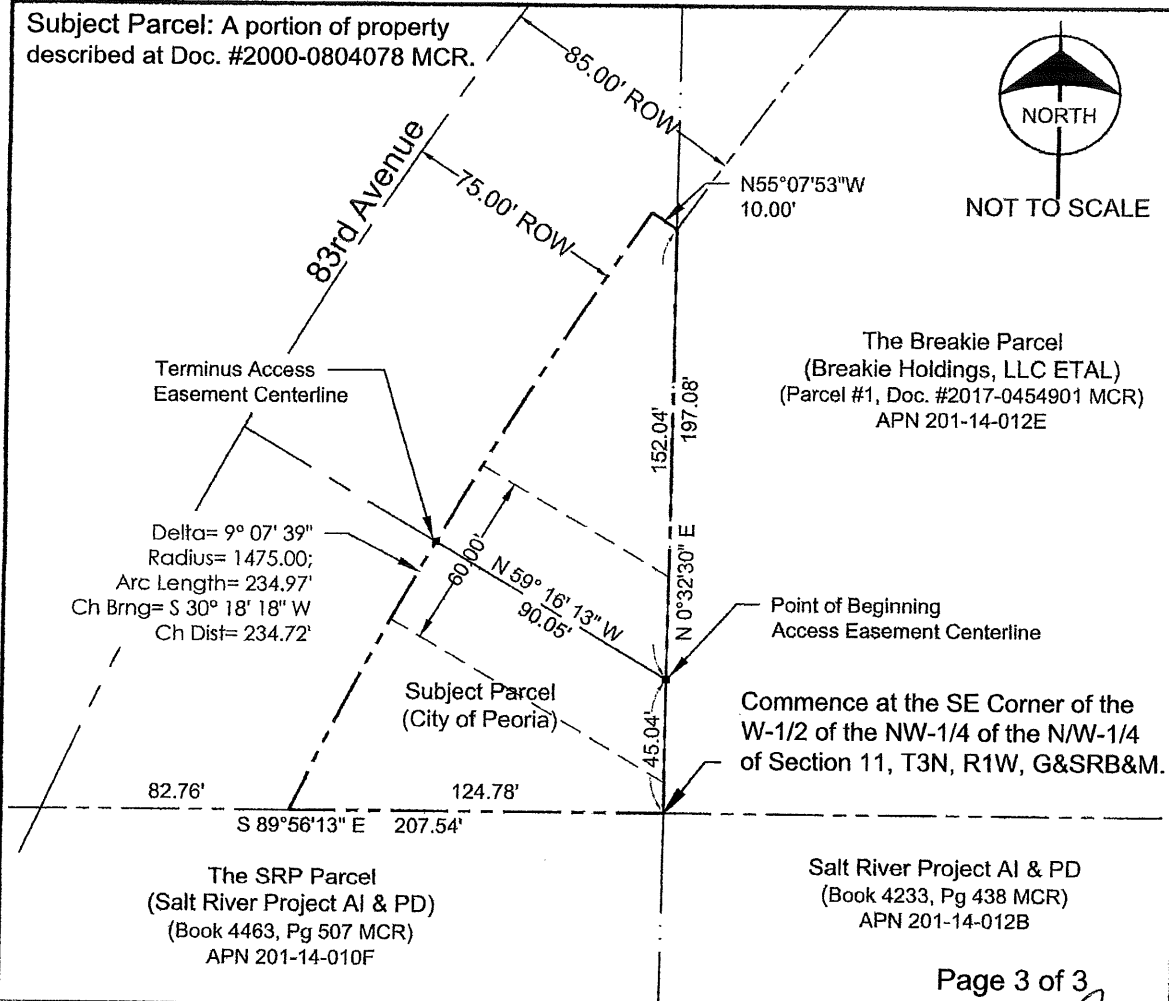 Subject Parcel: A portion of property
described at Doc. #2000-0804078 MCR.
85.00' ROW
NORTH
NOT TO SCALE
83rd Avenue
75.00' ROW
N55°07'53"W
10.00'
The Breakie Parcel
(Breakie Holdings, LLC ETAL)
(Parcel #1, Doc. #2017-0454901 MCR)
APN 201-14-012E
Terminus Access
Easement Centerline
152.04'
197.08'
N 0°32'30" E
Delta= 9° 07' 39"
Radius= 1475.00;
Arc Length= 234.97'
Ch Brng= S 30° 18' 18" W
Ch Dist= 234.72'
60.00'
N 59° 16' 13" W
90.05'
Point of Beginning
Access Easement Centerline
Subject Parcel
(City of Peoria)
45.04'
Commence at the SE Corner of the
W-1/2 of the NW-1/4 of the N/W-1/4
of Section 11, T3N, R1W, G&SRB&M.
82.76'
124.78'
S 89°56'13" E 207.54'
The SRP Parcel
(Salt River Project AI & PD)
(Book 4463, Pg 507 MCR)
APN 201-14-010F
Salt River Project AI & PD
(Book 4233, Pg 438 MCR)
APN 201-14-012B
Page 3 of 3